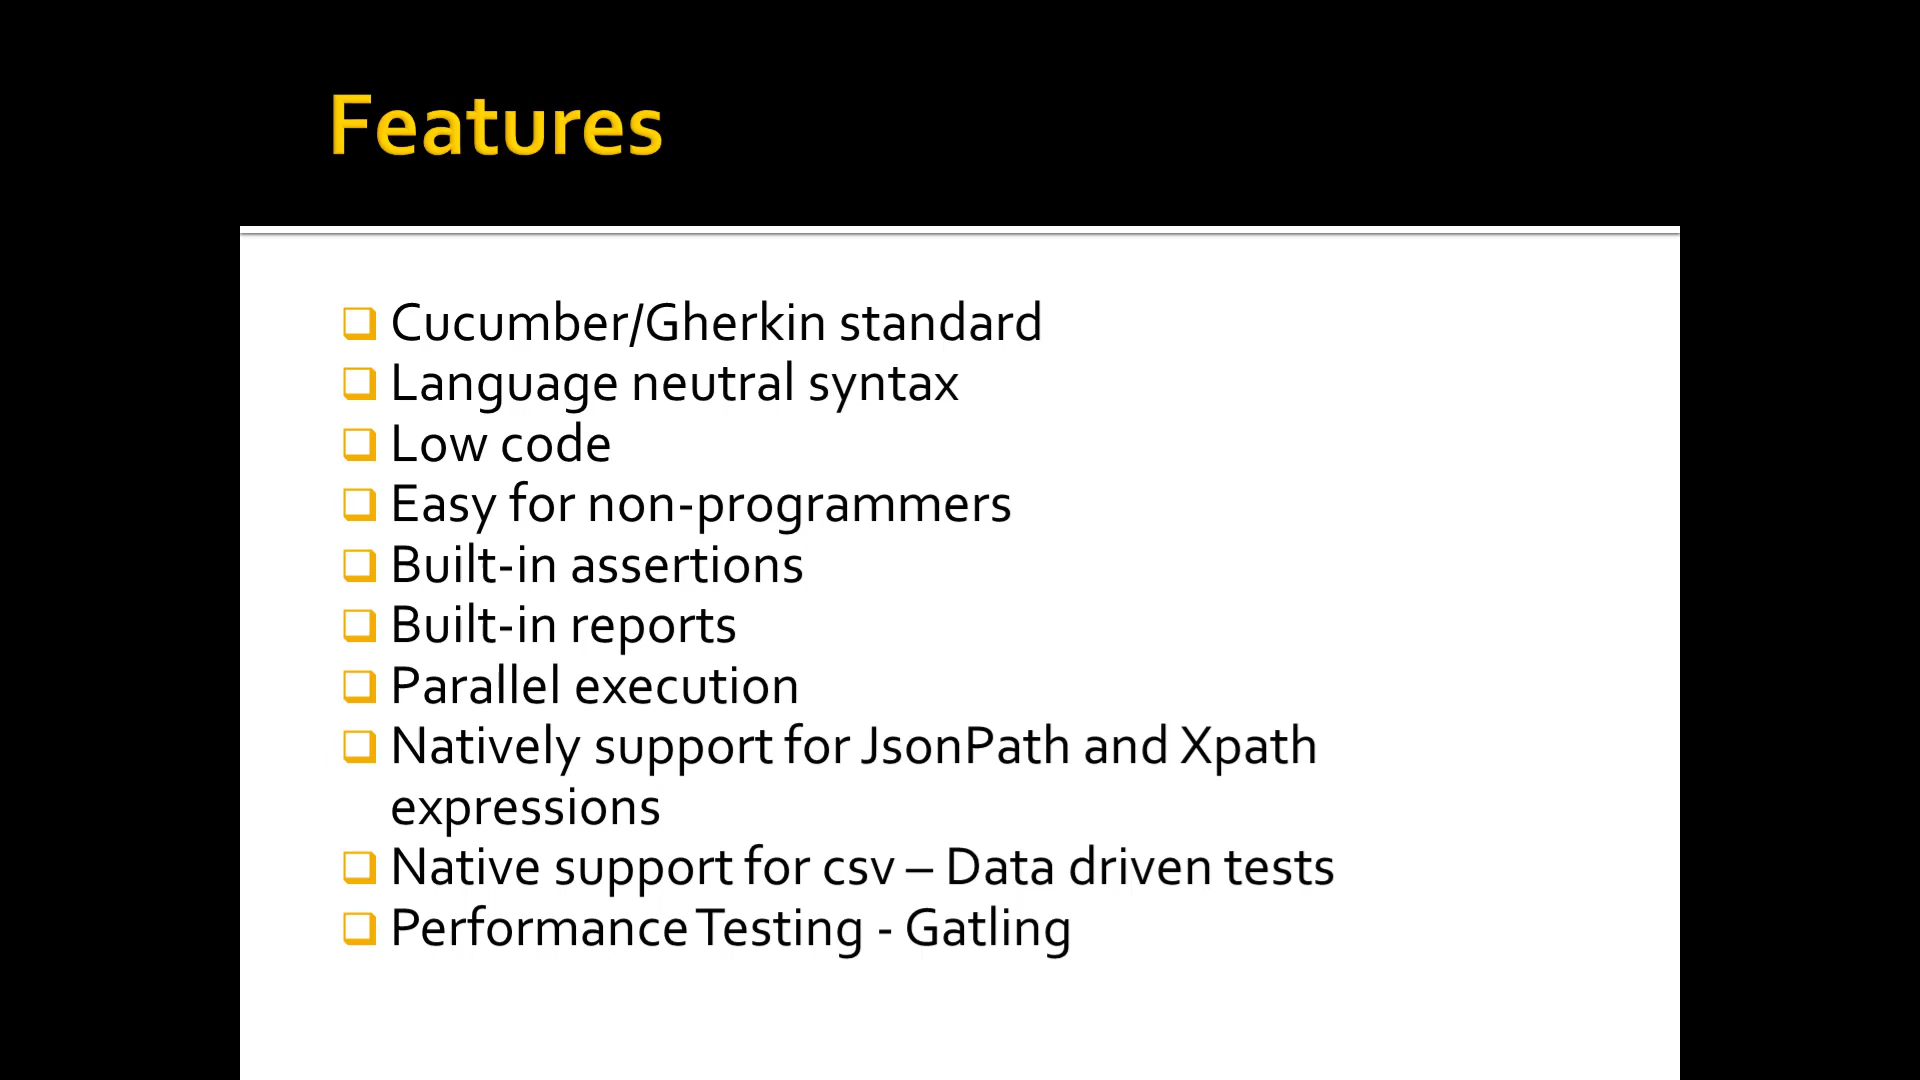 Features
Cucumber/Gherkin standard
Language neutral syntax
Low code
Easy for non-programmers
Built-in assertions
Built-in reports
Parallel execution
Natively support for JsonPath and Xpath
expressions
Native support for csv – Data driven tests
Performance Testing - Gatling